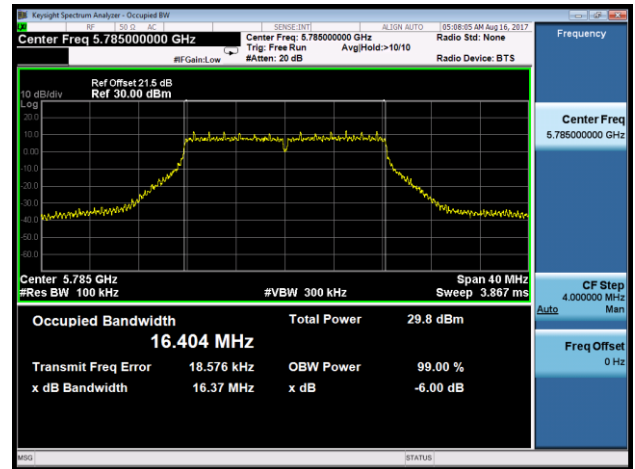 Keysight Spectrum Analyzer - Occupied BW
RF 50 Ω AC SENSE:INT ALIGN AUTO 05:08:05 AM Aug 16, 2017
Center Freq 5.785000000 GHz Center Freq: 5.785000000 GHz Radio Std: None Frequency
Trig: Free Run Avg|Hold:>10/10
#IFGain:Low #Atten: 20 dB Radio Device: BTS
Ref Offset 21.5 dB
10 dB/div Ref 30.00 dBm
Log
20.0
10.0
0.00
-10.0
-20.0
-30.0
-40.0
-50.0
-60.0
Center Freq
5.785000000 GHz
Center 5.785 GHz Span 40 MHz
#Res BW 100 kHz #VBW 300 kHz Sweep 3.867 ms
CF Step
4.000000 MHz
Auto Man
Occupied Bandwidth Total Power 29.8 dBm
16.404 MHz
Freq Offset
0 Hz
Transmit Freq Error 18.576 kHz OBW Power 99.00 %
x dB Bandwidth 16.37 MHz x dB -6.00 dB
MSG STATUS